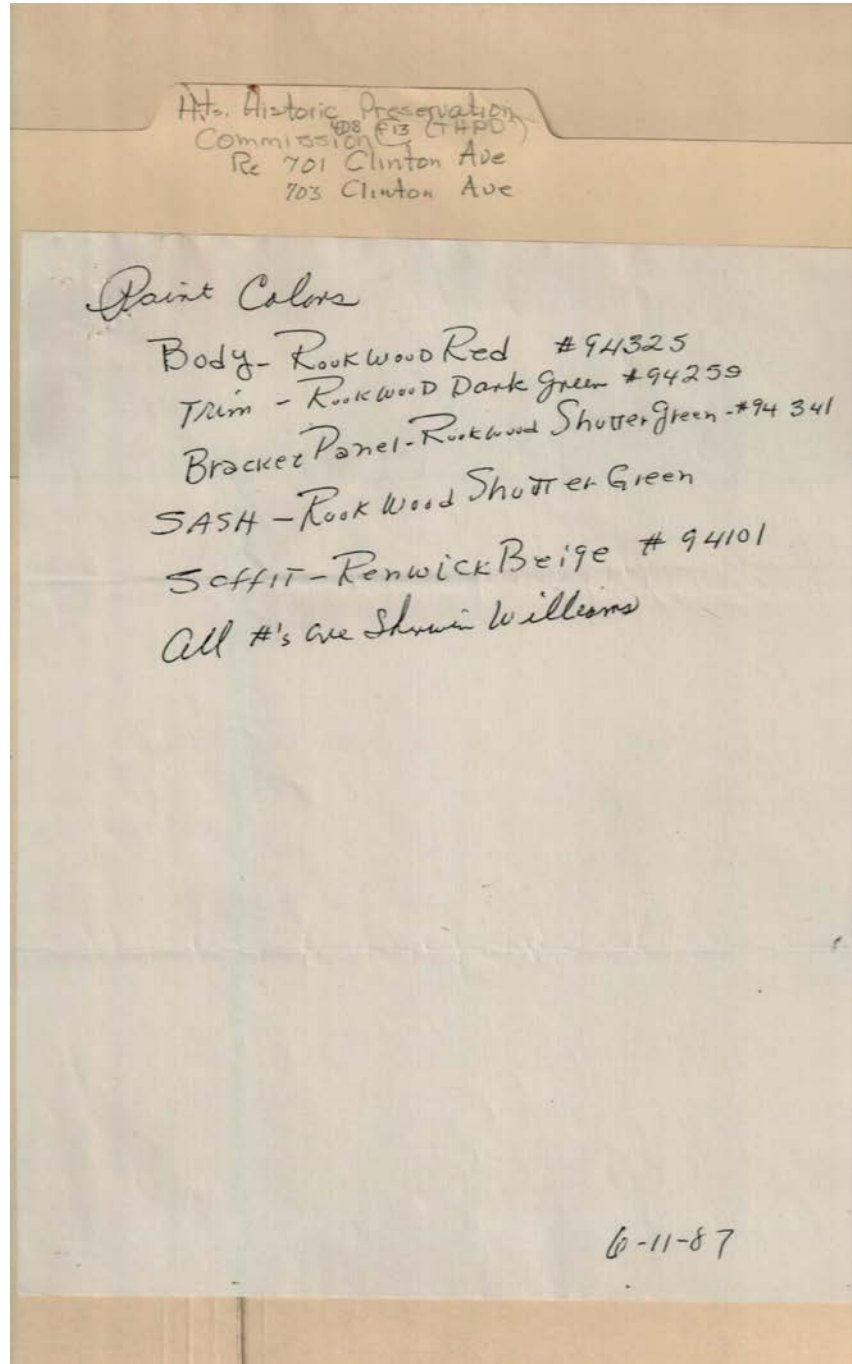 Hts. Historic Preservation
408 F13 (THPD)
Commission
Re 701 Clinton Ave
703 Clinton Ave
Paint Colors
Body - Rookwood Red #94325
Trim - Rookwood Dark Green #94259
Bracket Panel - Rookwood Shutter Green - #94 341
SASH - Rookwood Shutter Green
Soffit - Renwick Beige # 94101
All #'s are Sherwin Williams
6-11-87